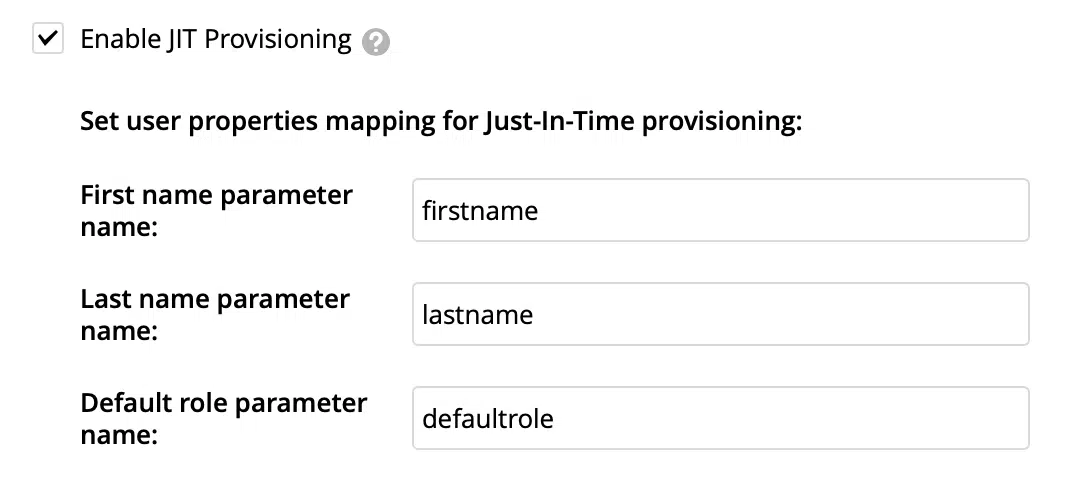 Enable JIT Provisioning ?
Set user properties mapping for Just-In-Time provisioning:
First name parameter
name:
firstname
Last name parameter
name:
lastname
Default role parameter
name:
defaultrole